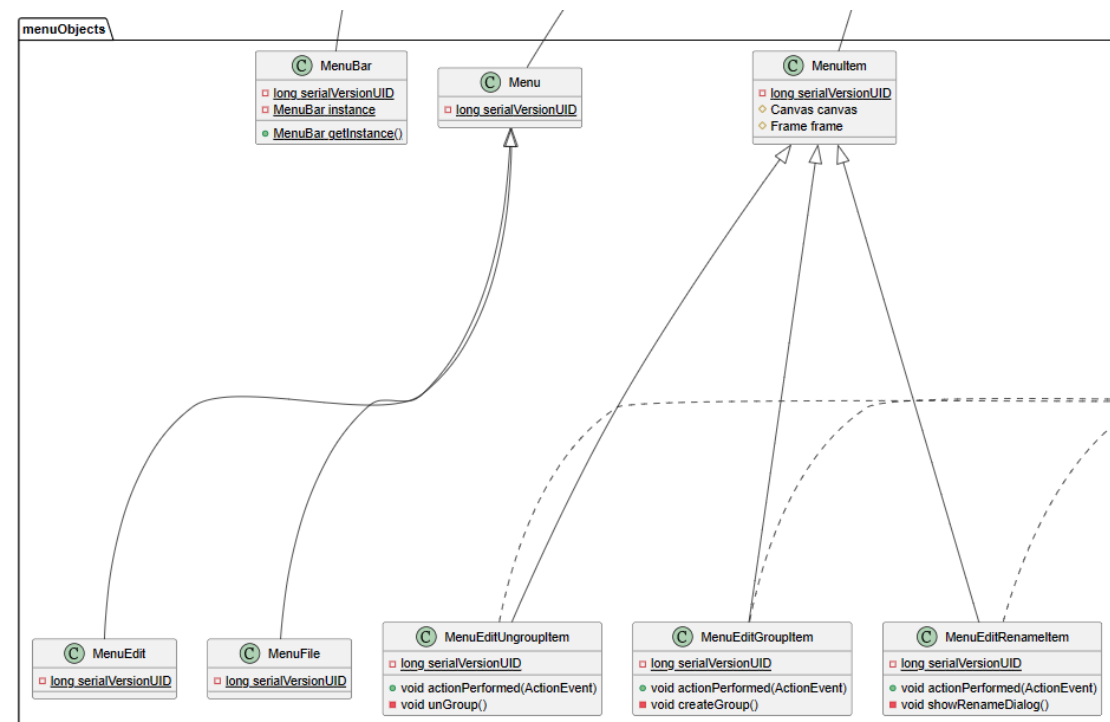 menuObjects
C MenuBar
long serialVersionUID
MenuBar instance
MenuBar getInstance()
C Menu
long serialVersionUID
C MenuItem
long serialVersionUID
Canvas canvas
Frame frame
C MenuEdit
long serialVersionUID
C MenuFile
long serialVersionUID
C MenuEditUngroupItem
long serialVersionUID
void actionPerformed(ActionEvent)
void unGroup()
C MenuEditGroupItem
long serialVersionUID
void actionPerformed(ActionEvent)
void createGroup()
C MenuEditRenameItem
long serialVersionUID
void actionPerformed(ActionEvent)
void showRenameDialog()